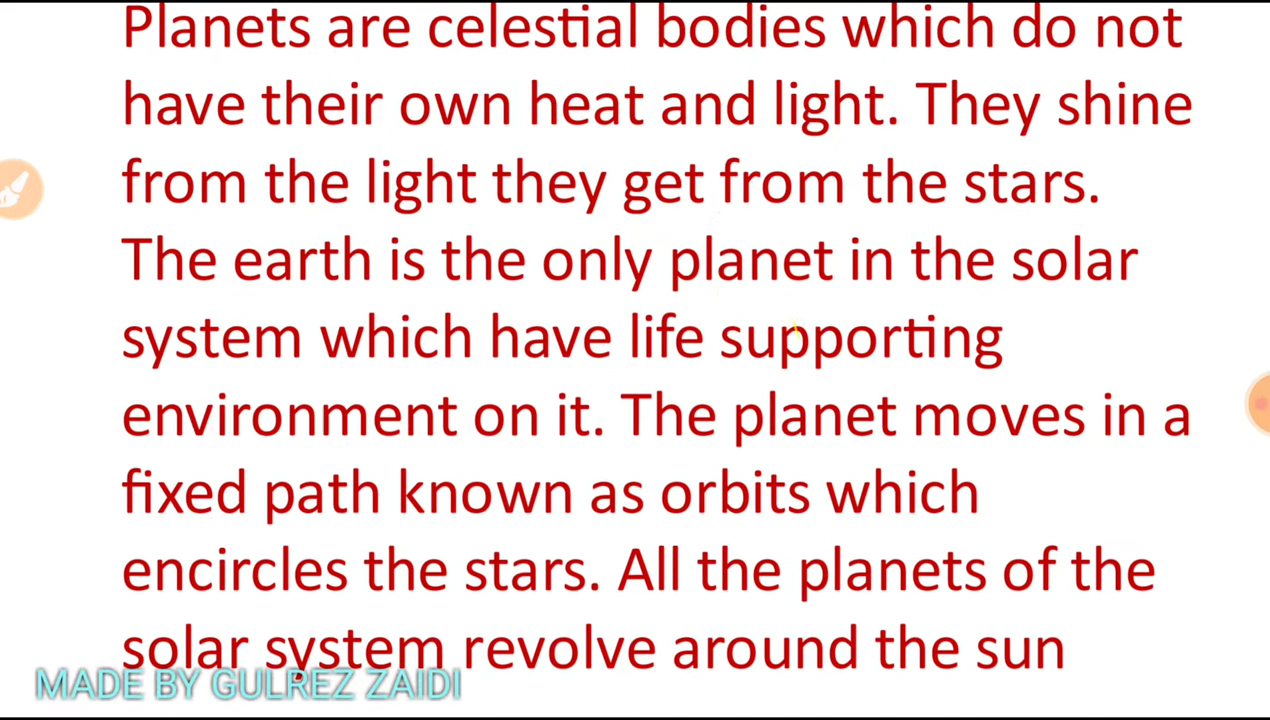 Planets are celestial bodies which do not
have their own heat and light. They shine
from the light they get from the stars.
The earth is the only planet in the solar
system which have life supporting
environment on it. The planet moves in a
fixed path known as orbits which
encircles the stars. All the planets of the
solar system revolve around the sun
MADE BY GULREZ ZAIDI